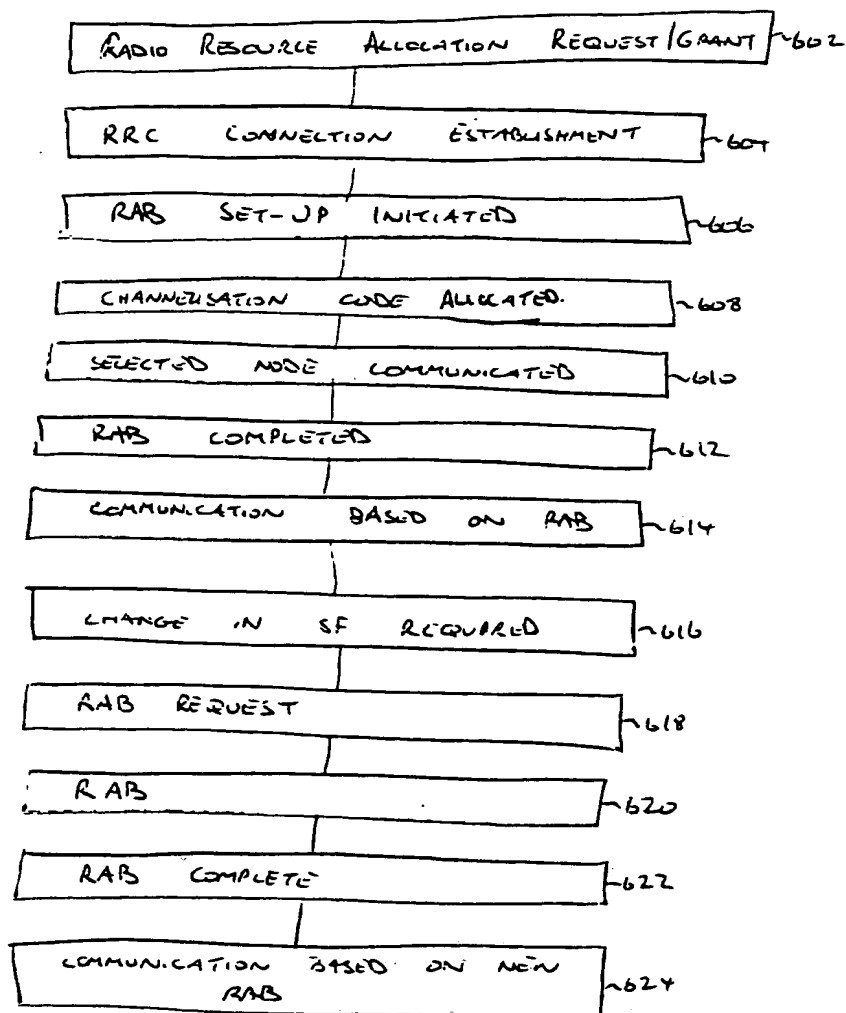 RADIO RESOURCE ALLOCATION REQUEST/GRANT 602
RRC CONNECTION ESTABLISHMENT 604
RAB SET-UP INITIATED 606
CHANNELISATION CODE ALLOCATED. 608
SELECTED NODE COMMUNICATED 610
RAB COMPLETED 612
COMMUNICATION BASED ON RAB 614
CHANGE IN SF REQUIRED 616
RAB REQUEST 618
RAB 620
RAB COMPLETE 622
COMMUNICATION BASED ON NEW
RAB 624